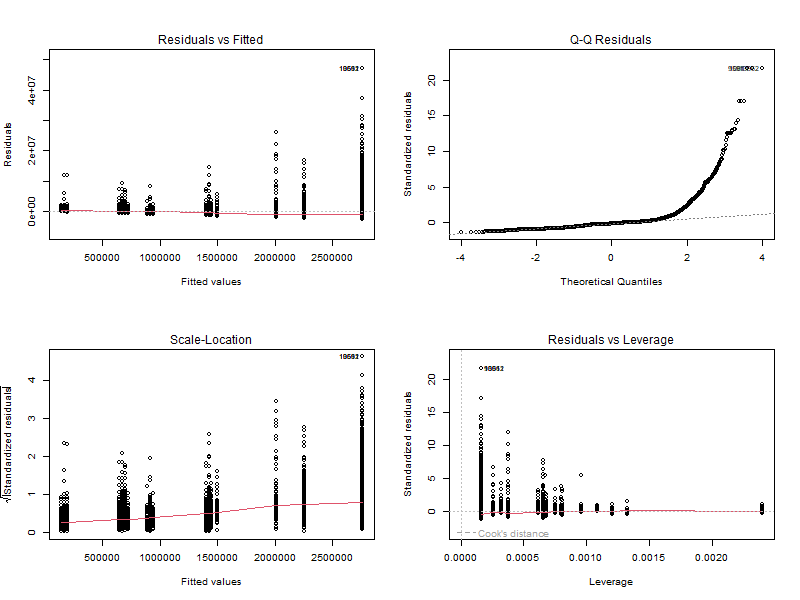 Residuals vs Fitted
Residuals
0e+00
2e+07
4e+07
500000
1000000
1500000
2000000
2500000
Fitted values
Q-Q Residuals
Standardized residuals
0
5
10
15
20
-4
-2
0
2
4
Theoretical Quantiles
Scale-Location
√|Standardized residuals|
0
1
2
3
4
500000
1000000
1500000
2000000
2500000
Fitted values
Residuals vs Leverage
Standardized residuals
0
5
10
15
20
Cook's distance
0.0000
0.0005
0.0010
0.0015
0.0020
Leverage